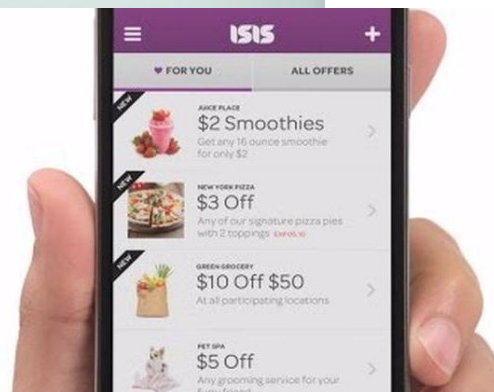 ISIS
FOR YOU
ALL OFFERS
NEW
JUICE PLACE
$2 Smoothies
Get any 16 ounce smoothie
for only $2
NEW
NEW YORK PIZZA
$3 Off
Any of our signature pizza pies
with 2 toppings
NEW
GREEN GROCERY
$10 Off $50
At all participating locations
PET SPA
$5 Off
Any grooming service for your
furry friend